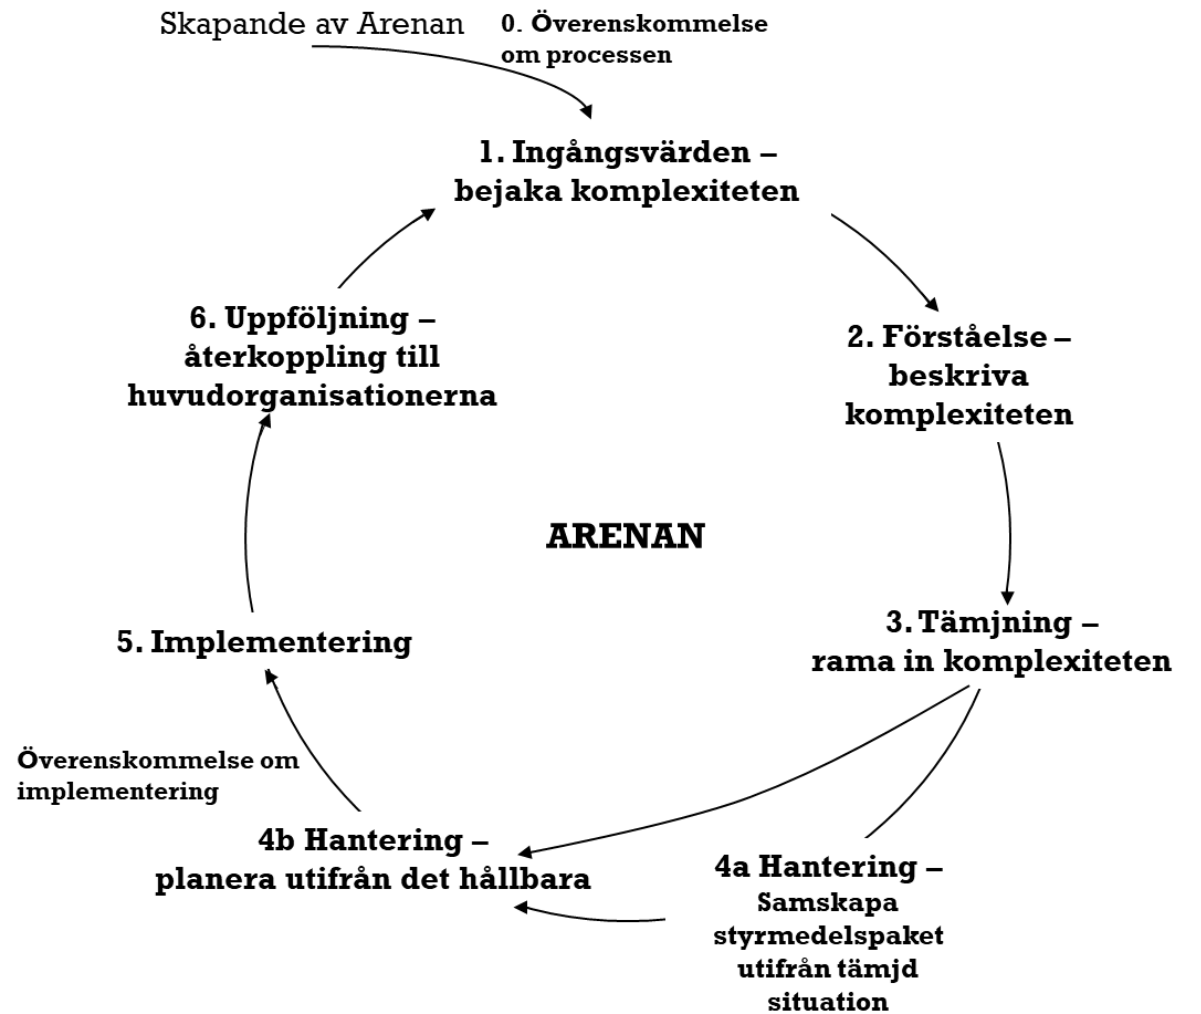 Skapande av Arenan
0. Överenskommelse
om processen
1. Ingångsvärden –
bejaka komplexiteten
2. Förståelse –
beskriva
komplexiteten
3. Tämjning –
rama in komplexiteten
4a Hantering –
Samskapa
styrmedelspaket
utifrån tämjd
situation
4b Hantering –
planera utifrån det hållbara
Överenskommelse om
implementering
5. Implementering
6. Uppföljning –
återkoppling till
huvudorganisationerna
ARENAN